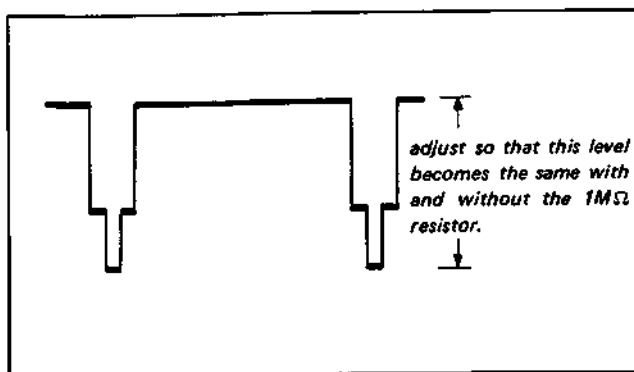 adjust so that this level
becomes the same with
and without the 1MΩ
resistor.